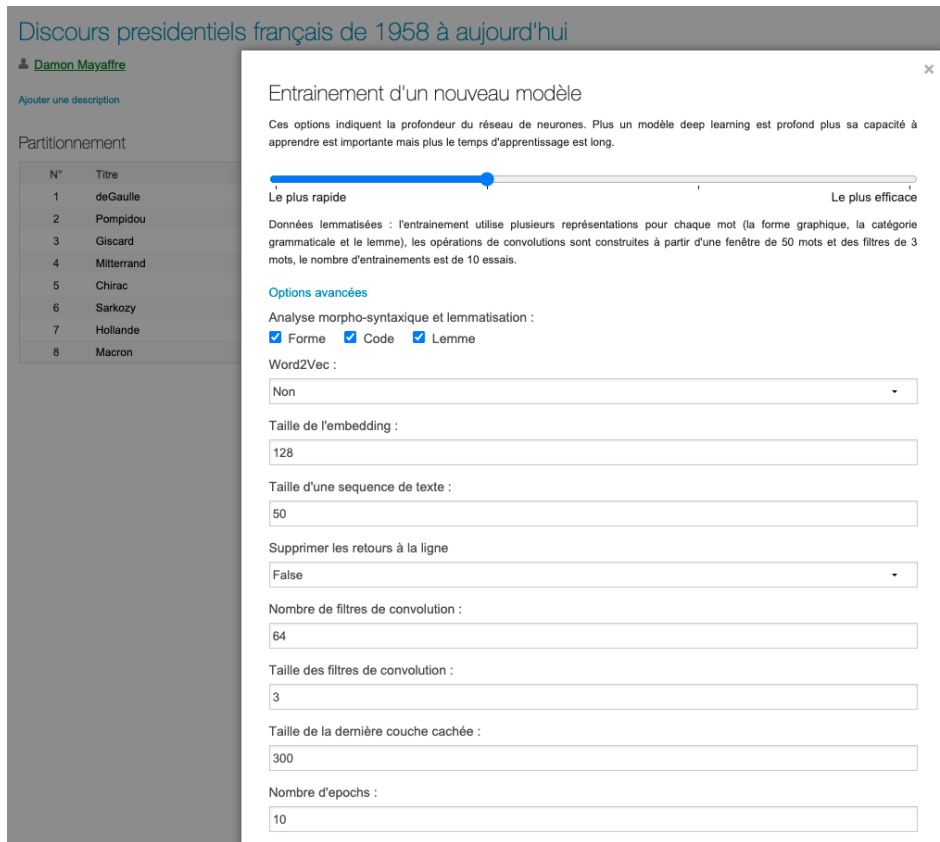 Discours presidentiels français de 1958 à aujourd'hui
Damon Mayaffre
Ajouter une description
Partitionnement
N° Titre
1 deGaulle
2 Pompidou
3 Giscard
4 Mitterrand
5 Chirac
6 Sarkozy
7 Hollande
8 Macron
×
Entrainement d'un nouveau modèle
Ces options indiquent la profondeur du réseau de neurones. Plus un modèle deep learning est profond plus sa capacité à
apprendre est importante mais plus le temps d'apprentissage est long.
Le plus rapide Le plus efficace
Données lemmatisées : l'entrainement utilise plusieurs représentations pour chaque mot (la forme graphique, la catégorie
grammaticale et le lemme), les opérations de convolutions sont construites à partir d'une fenêtre de 50 mots et des filtres de 3
mots, le nombre d'entrainements est de 10 essais.
Options avancées
Analyse morpho-syntaxique et lemmatisation :
Forme Code Lemme
Word2Vec :
Non
Taille de l'embedding :
128
Taille d'une sequence de texte :
50
Supprimer les retours à la ligne
False
Nombre de filtres de convolution :
64
Taille des filtres de convolution :
3
Taille de la dernière couche cachée :
300
Nombre d'epochs :
10